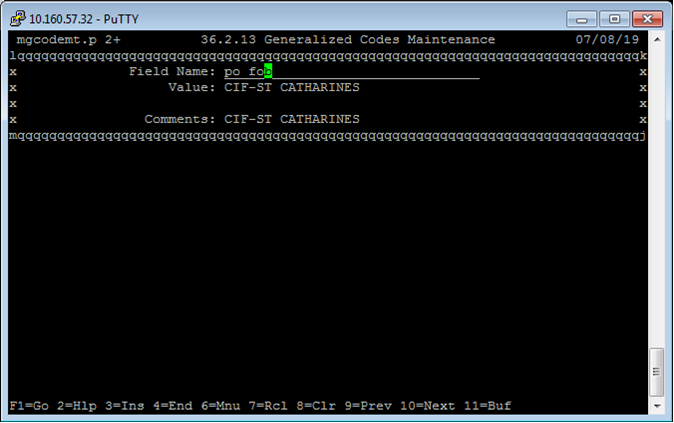 10.160.57.32 - PuTTY
mgcodemt.p 2+ 36.2.13 Generalized Codes Maintenance 07/08/19
lqqqqqqqqqqqqqqqqqqqqqqqqqqqqqqqqqqqqqqqqqqqqqqqqqqqqqqqqqqqqqqqqqqqqqqqqqqqqqqk
x Field Name: po fob x
x Value: CIF-ST CATHARINES x
x x
x Comments: CIF-ST CATHARINES x
mqqqqqqqqqqqqqqqqqqqqqqqqqqqqqqqqqqqqqqqqqqqqqqqqqqqqqqqqqqqqqqqqqqqqqqqqqqqqqqj
F1=Go 2=Hlp 3=Ins 4=End 6=Mnu 7=Rcl 8=Clr 9=Prev 10=Next 11=Buf